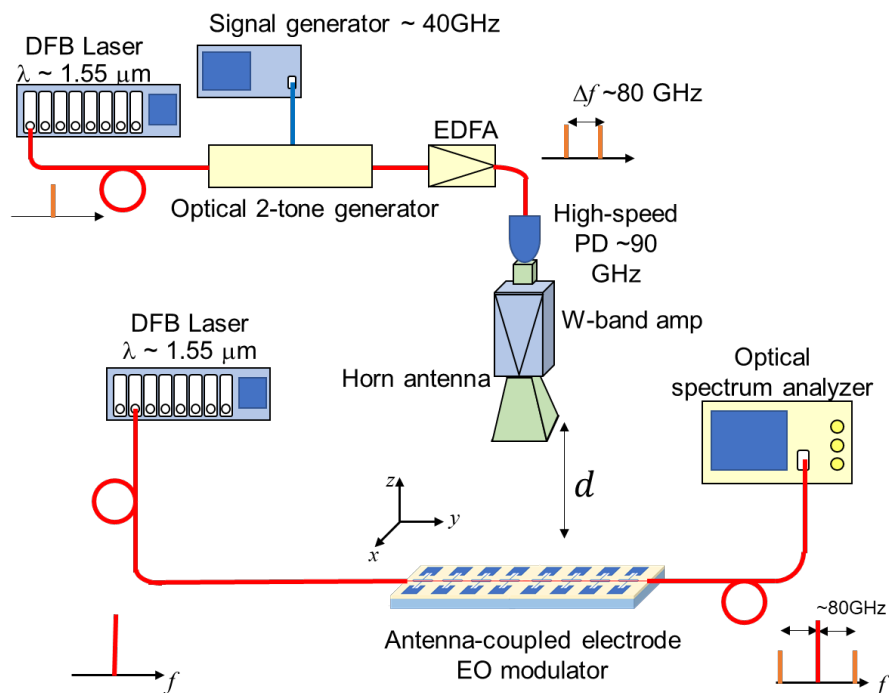 Signal generator ~ 40GHz
DFB Laser
λ ~ 1.55 μm
Δf ~80 GHz
EDFA
Optical 2-tone generator
High-speed
PD ~90
GHz
W-band amp
DFB Laser
λ ~ 1.55 μm
Horn antenna
Optical
spectrum analyzer
d
z
y
x
~80GHz
Antenna-coupled electrode
EO modulator
f
f